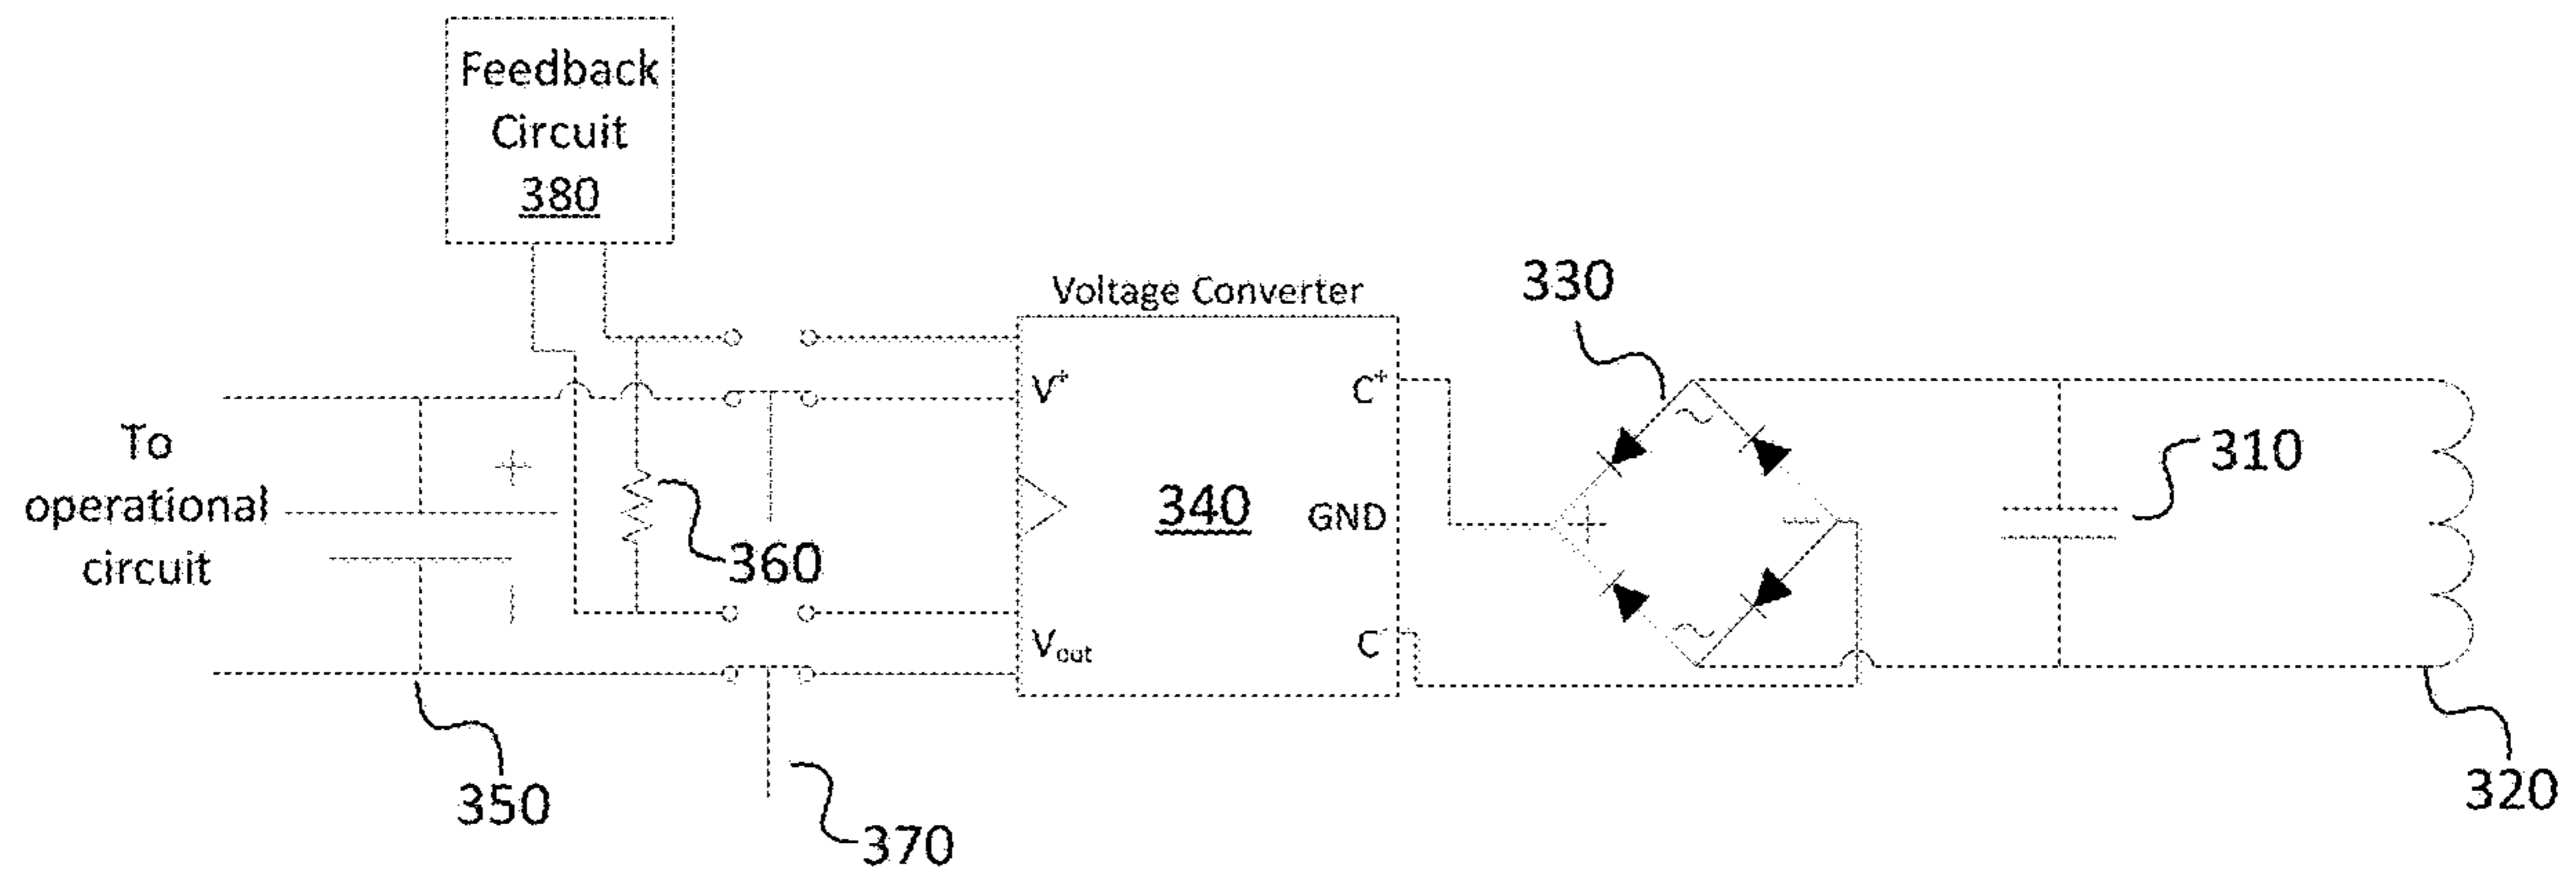 Feedback
Circuit
380
Voltage Converter
330
V+
C+
To
operational
circuit
340
GND
310
360
Vout
C-
350
370
320